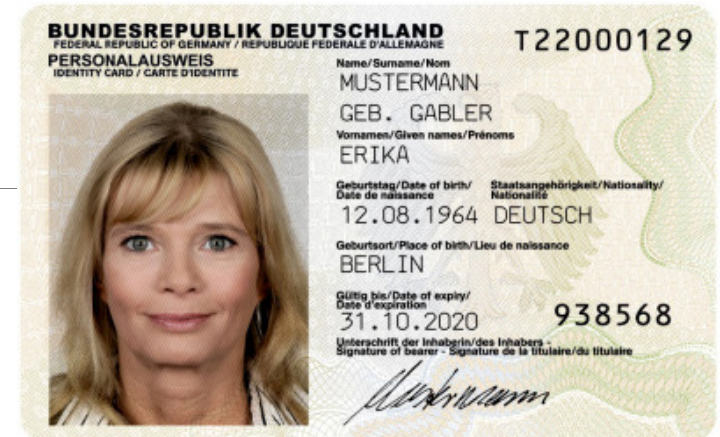 BUNDESREPUBLIK DEUTSCHLAND
FEDERAL REPUBLIC OF GERMANY / REPUBLIQUE FEDERALE D'ALLEMAGNE
PERSONALAUSWEIS
IDENTITY CARD / CARTE D'IDENTITE
T22000129
Name/Surname/Nom
MUSTERMANN
GEB. GABLER
Vornamen/Given names/Prénoms
ERIKA
Geburtstag/Date of birth/
Date de naissance
12.08.1964
Staatsangehörigkeit/Nationality/
Nationalité
DEUTSCH
Geburtsort/Place of birth/Lieu de naissance
BERLIN
Gültig bis/Date of expiry/
Date d'expiration
31.10.2020
938568
Unterschrift der Inhaberin/des Inhabers -
Signature of bearer - Signature de la titulaire/du titulaire
Mustermann